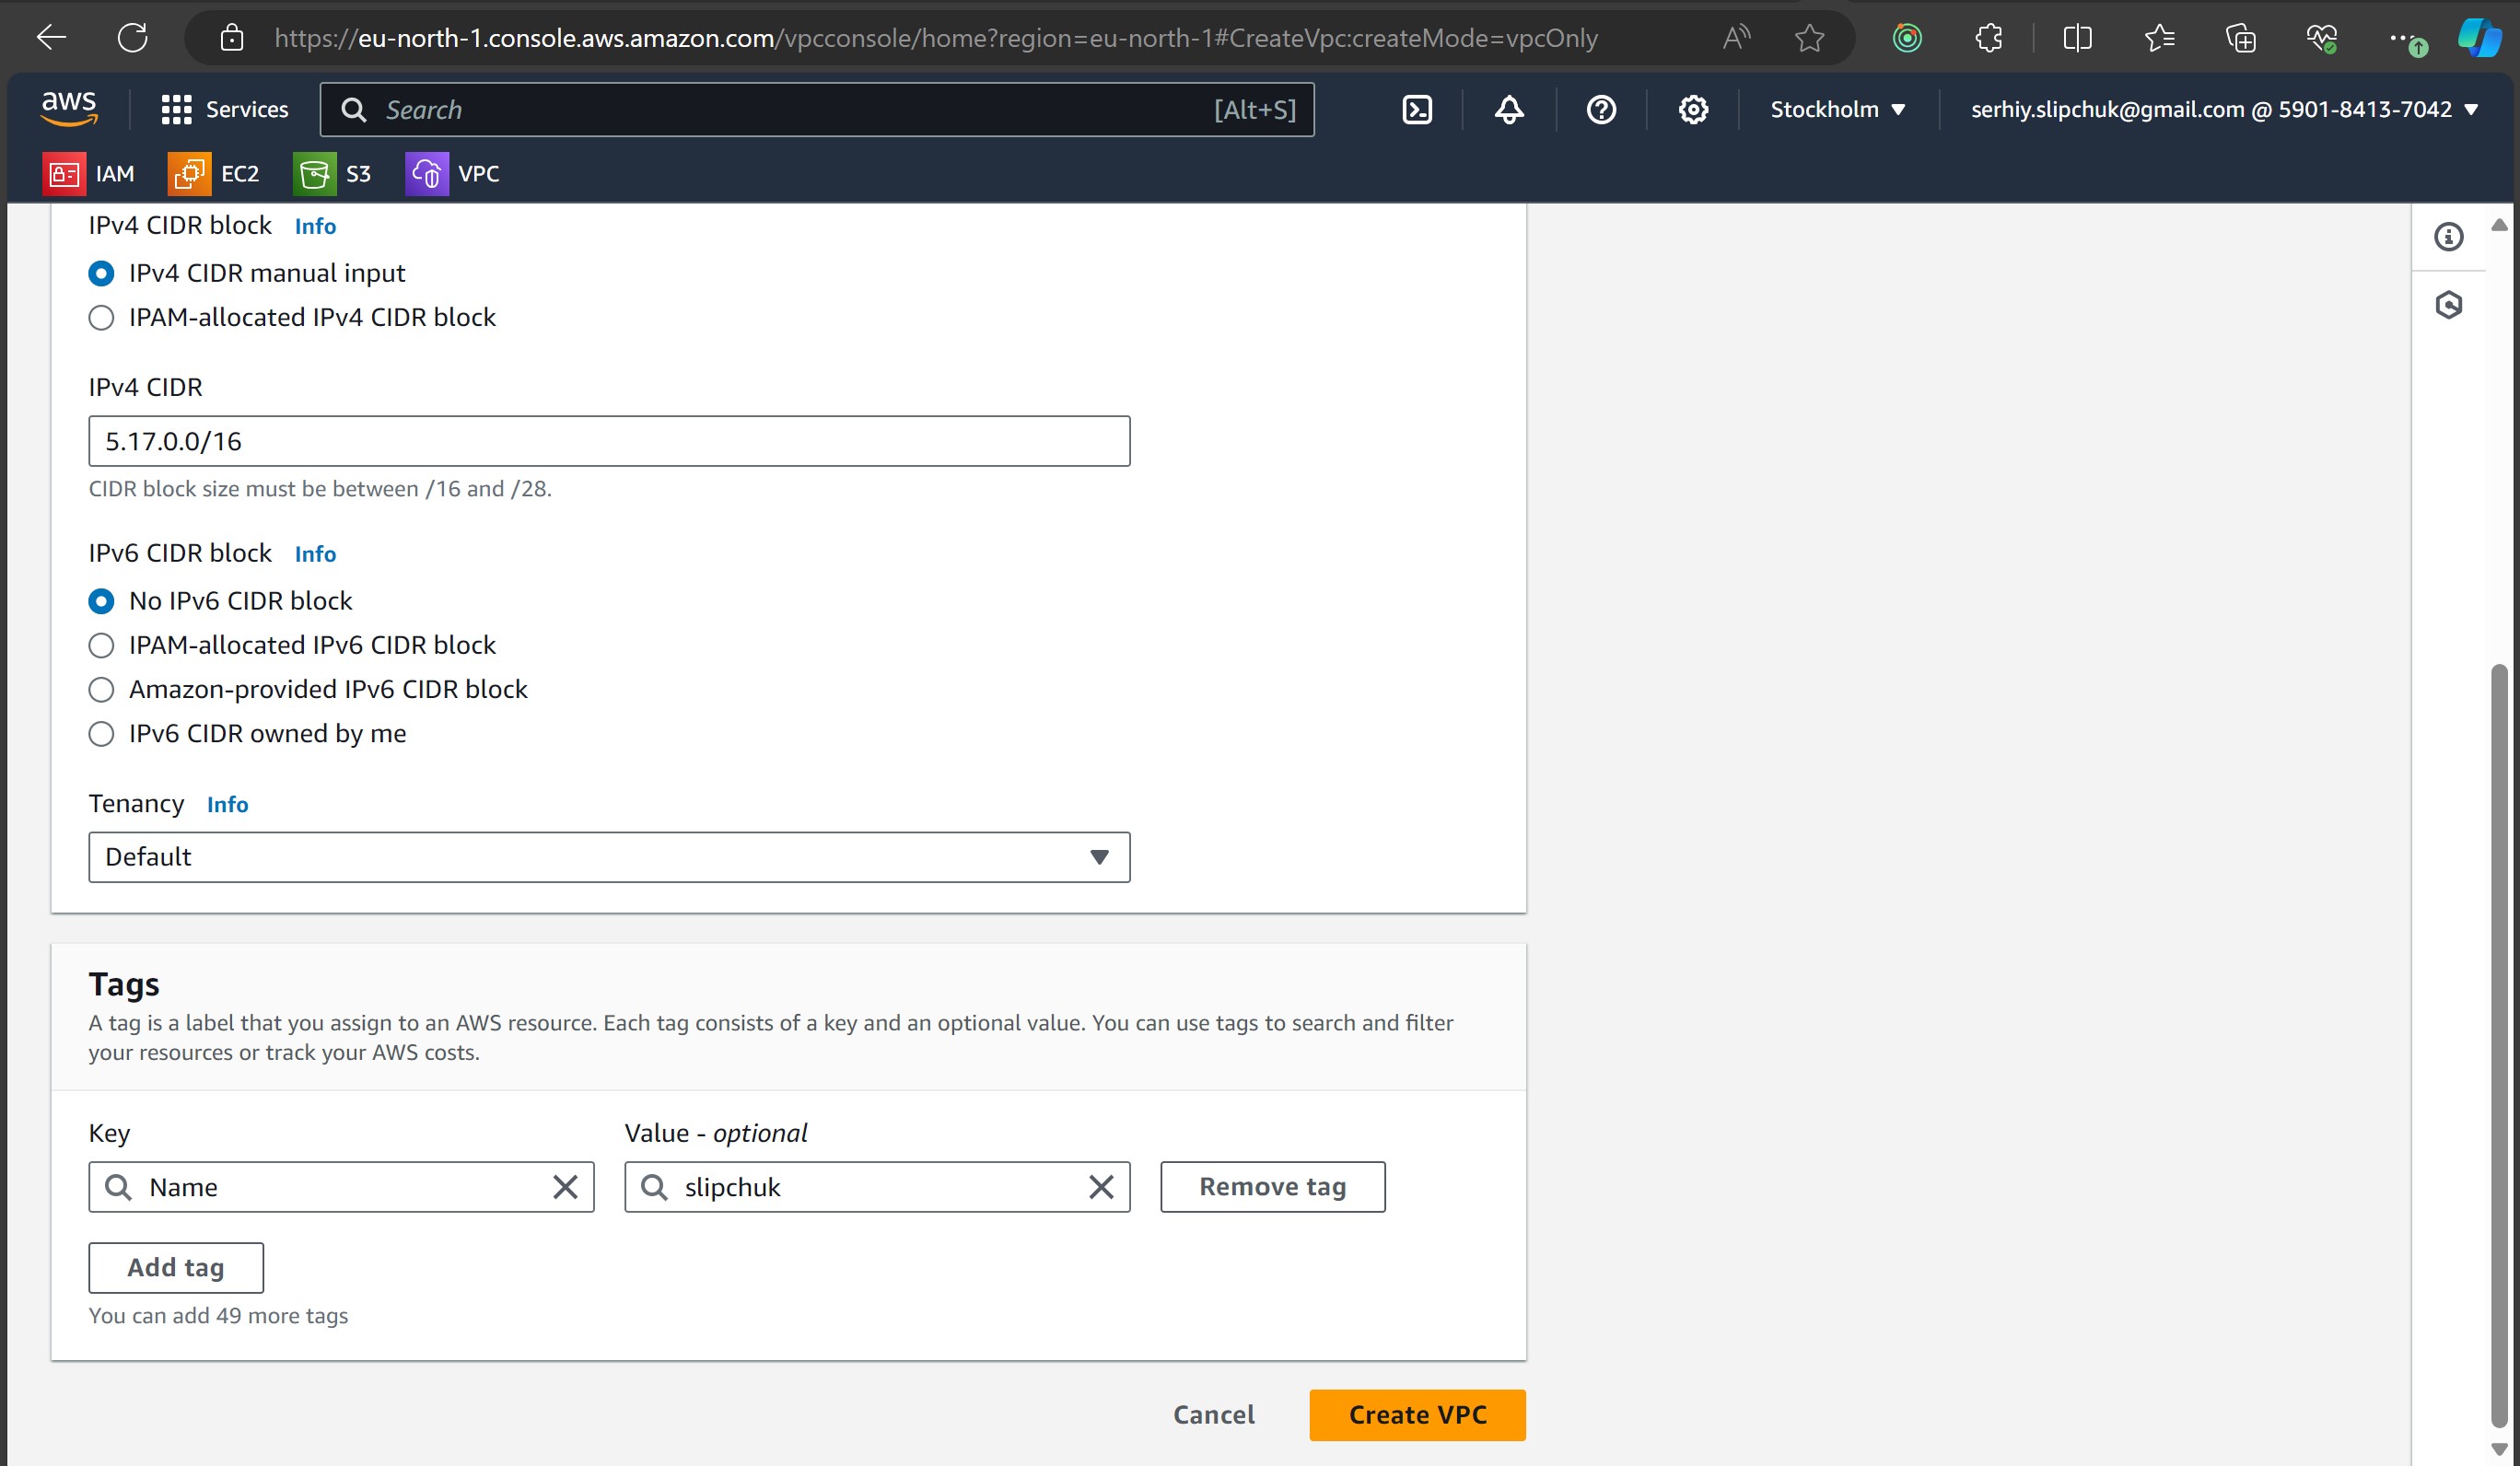 https://eu-north-1.console.aws.amazon.com/vpcconsole/home?region=eu-north-1#CreateVpc:createMode=vpcOnly
aws Services Search [Alt+S] Stockholm serhiy.slipchuk@gmail.com @ 5901-8413-7042
IAM EC2 S3 VPC
IPv4 CIDR block Info
IPv4 CIDR manual input
IPAM-allocated IPv4 CIDR block
IPv4 CIDR
5.17.0.0/16
CIDR block size must be between /16 and /28.
IPv6 CIDR block Info
No IPv6 CIDR block
IPAM-allocated IPv6 CIDR block
Amazon-provided IPv6 CIDR block
IPv6 CIDR owned by me
Tenancy Info
Default
Tags
A tag is a label that you assign to an AWS resource. Each tag consists of a key and an optional value. You can use tags to search and filter
your resources or track your AWS costs.
Key Value - optional
Name slipchuk Remove tag
Add tag
You can add 49 more tags
Cancel Create VPC